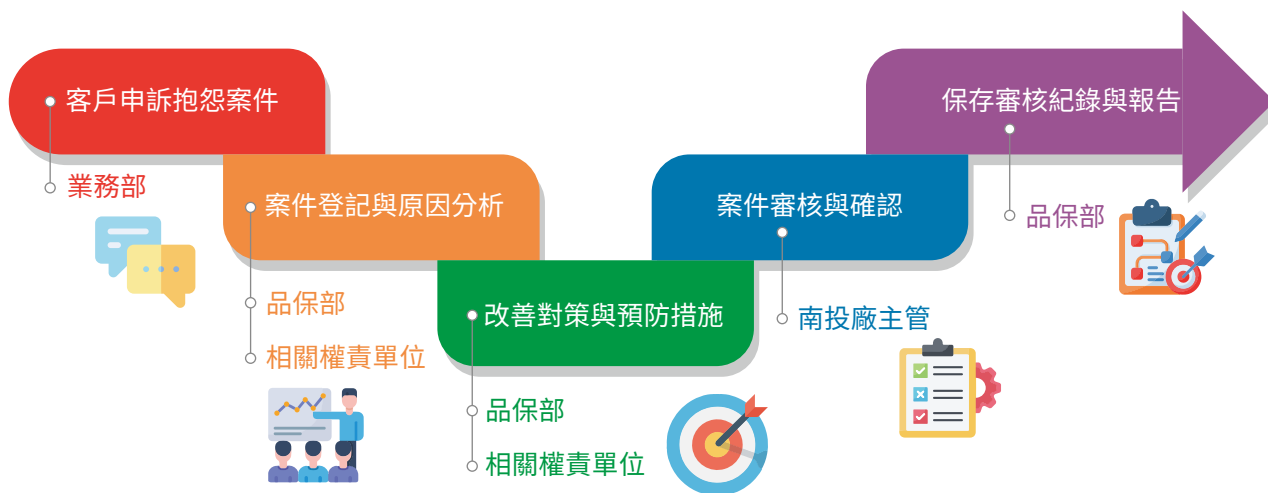 客戶申訴抱怨案件
業務部
案件登記與原因分析
品保部
相關權責單位
改善對策與預防措施
品保部
相關權責單位
案件審核與確認
南投廠主管
保存審核紀錄與報告
品保部